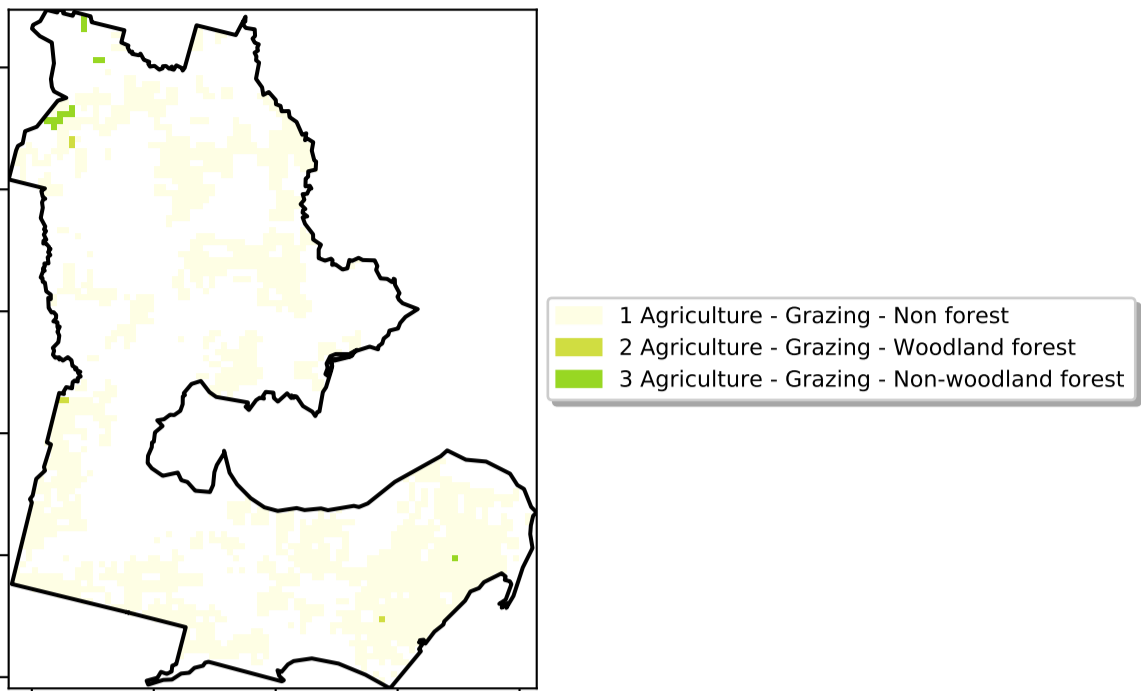 1 Agriculture - Grazing - Non forest
2 Agriculture - Grazing - Woodland forest
3 Agriculture - Grazing - Non-woodland forest